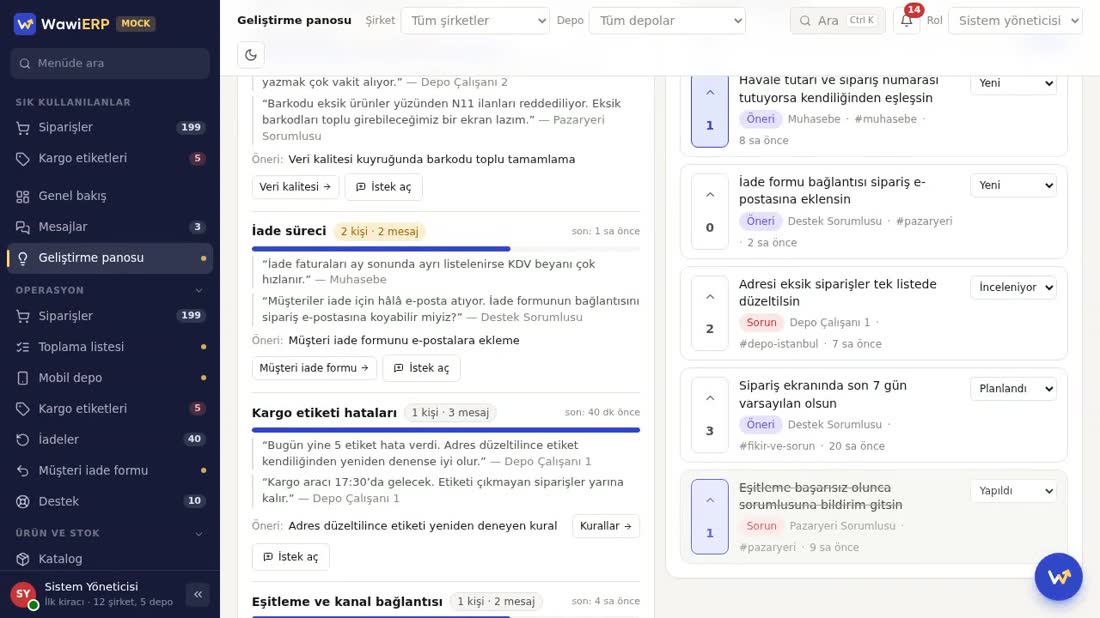 WawiERP MOCK
Menüde ara
SIK KULLANILANLAR
Siparişler 199
Kargo etiketleri 5
Genel bakış
Mesajlar 3
Geliştirme panosu
OPERASYON
Siparişler 199
Toplama listesi
Mobil depo
Kargo etiketleri 5
İadeler 40
Müşteri iade formu
Destek 10
ÜRÜN VE STOK
Katalog
SY Sistem Yöneticisi
İlk kiracı · 12 şirket, 5 depo
«
Geliştirme panosu Şirket Tüm şirketler Depo Tüm depolar Ara Ctrl K 14 Rol Sistem yöneticisi
yazmak çok vakit alıyor.” — Depo Çalışanı 2
“Barkodu eksik ürünler yüzünden N11 ilanları reddediliyor. Eksik
barkodları toplu girebileceğimiz bir ekran lazım.” — Pazaryeri
Sorumlusu
Öneri: Veri kalitesi kuyruğunda barkodu toplu tamamlama
Veri kalitesi → İstek aç
İade süreci 2 kişi · 2 mesaj son: 1 sa önce
“İade faturaları ay sonunda ayrı listelenirse KDV beyanı çok
hızlanır.” — Muhasebe
“Müşteriler iade için hâlâ e-posta atıyor. İade formunun bağlantısını
sipariş e-postasına koyabilir miyiz?” — Destek Sorumlusu
Öneri: Müşteri iade formunu e-postalara ekleme
Müşteri iade formu → İstek aç
Kargo etiketi hataları 1 kişi · 3 mesaj son: 40 dk önce
“Bugün yine 5 etiket hata verdi. Adres düzeltilince etiket
kendiliğinden yeniden denense iyi olur.” — Depo Çalışanı 1
“Kargo aracı 17:30’da gelecek. Etiketi çıkmayan siparişler yarına
kalır.” — Depo Çalışanı 1
Öneri: Adres düzeltilince etiketi yeniden deneyen kural Kurallar →
İstek aç
Eşitleme ve kanal bağlantısı 1 kişi · 2 mesaj son: 4 sa önce
Havale tutarı ve sipariş numarası Yeni
tutuyorsa kendiliğinden eşleşsin
1 Öneri Muhasebe · #muhasebe ·
8 sa önce
İade formu bağlantısı sipariş e- Yeni
postasına eklensin
0 Öneri Destek Sorumlusu · #pazaryeri
· 2 sa önce
Adresi eksik siparişler tek listede İnceleniyor
düzeltilsin
2 Sorun Depo Çalışanı 1 ·
#depo-istanbul · 7 sa önce
Sipariş ekranında son 7 gün Planlandı
varsayılan olsun
3 Öneri Destek Sorumlusu ·
#fikir-ve-sorun · 20 sa önce
Eşitleme başarısız olunca Yapıldı
sorumlusuna bildirim gitsin
1 Sorun Pazaryeri Sorumlusu ·
#pazaryeri · 9 sa önce